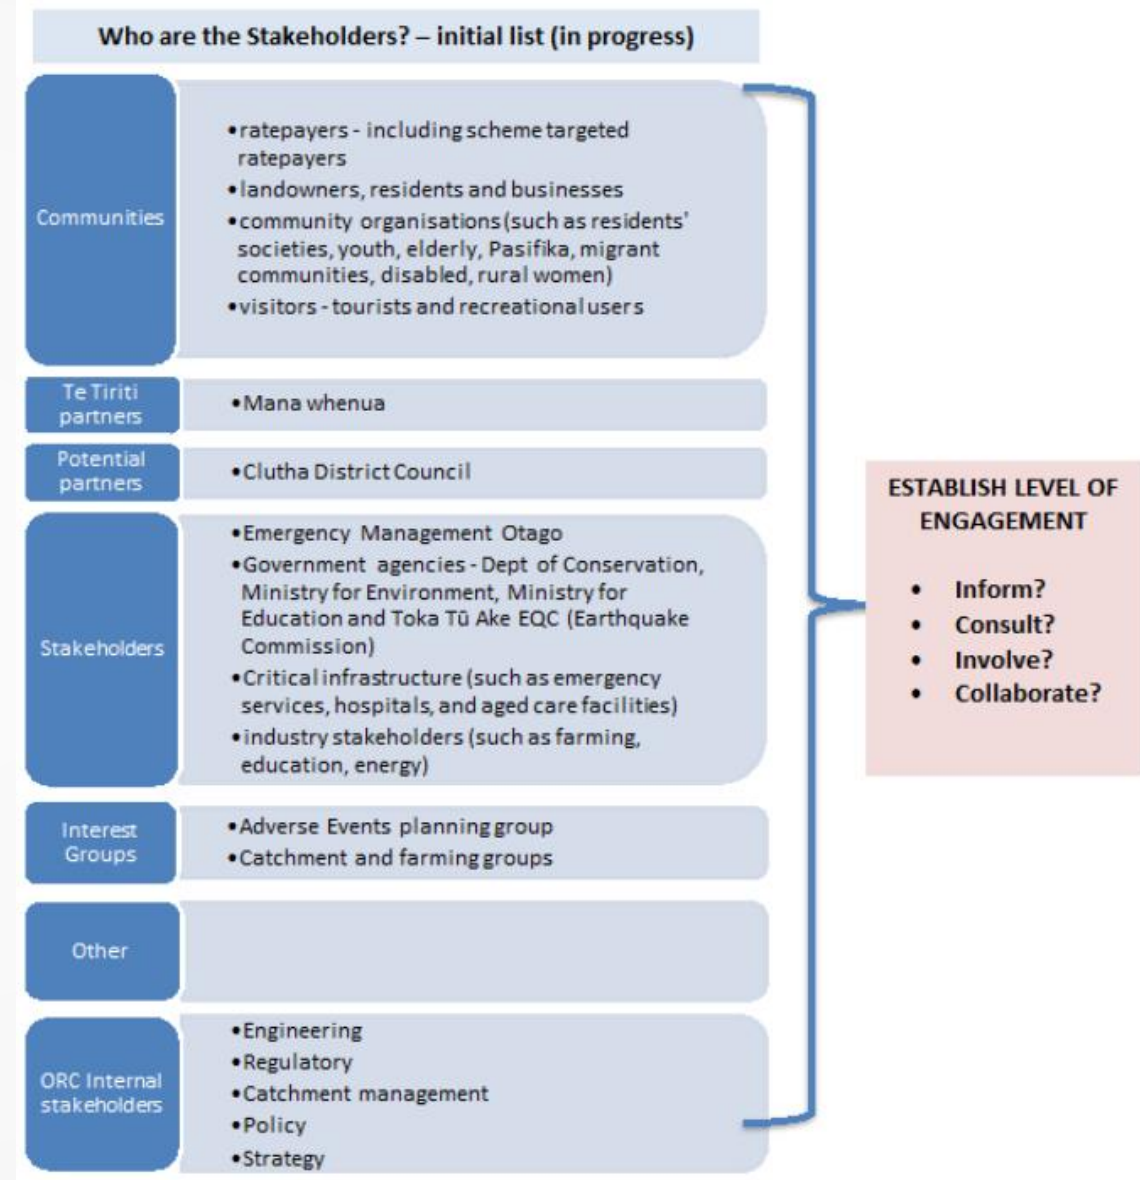 Who are the Stakeholders? – initial list (in progress)
Communities
•ratepayers - including scheme targeted
ratepayers
•landowners, residents and businesses
•community organisations (such as residents'
societies, youth, elderly, Pasifika, migrant
communities, disabled, rural women)
•visitors - tourists and recreational users
Te Tiriti
partners
•Mana whenua
Potential
partners
•Clutha District Council
Stakeholders
•Emergency Management Otago
•Government agencies - Dept of Conservation,
Ministry for Environment, Ministry for
Education and Toka Tū Ake EQC (Earthquake
Commission)
•Critical infrastructure (such as emergency
services, hospitals, and aged care facilities)
•industry stakeholders (such as farming,
education, energy)
Interest
Groups
•Adverse Events planning group
•Catchment and farming groups
Other
ORC Internal
stakeholders
•Engineering
•Regulatory
•Catchment management
•Policy
•Strategy
ESTABLISH LEVEL OF
ENGAGEMENT
• Inform?
• Consult?
• Involve?
• Collaborate?